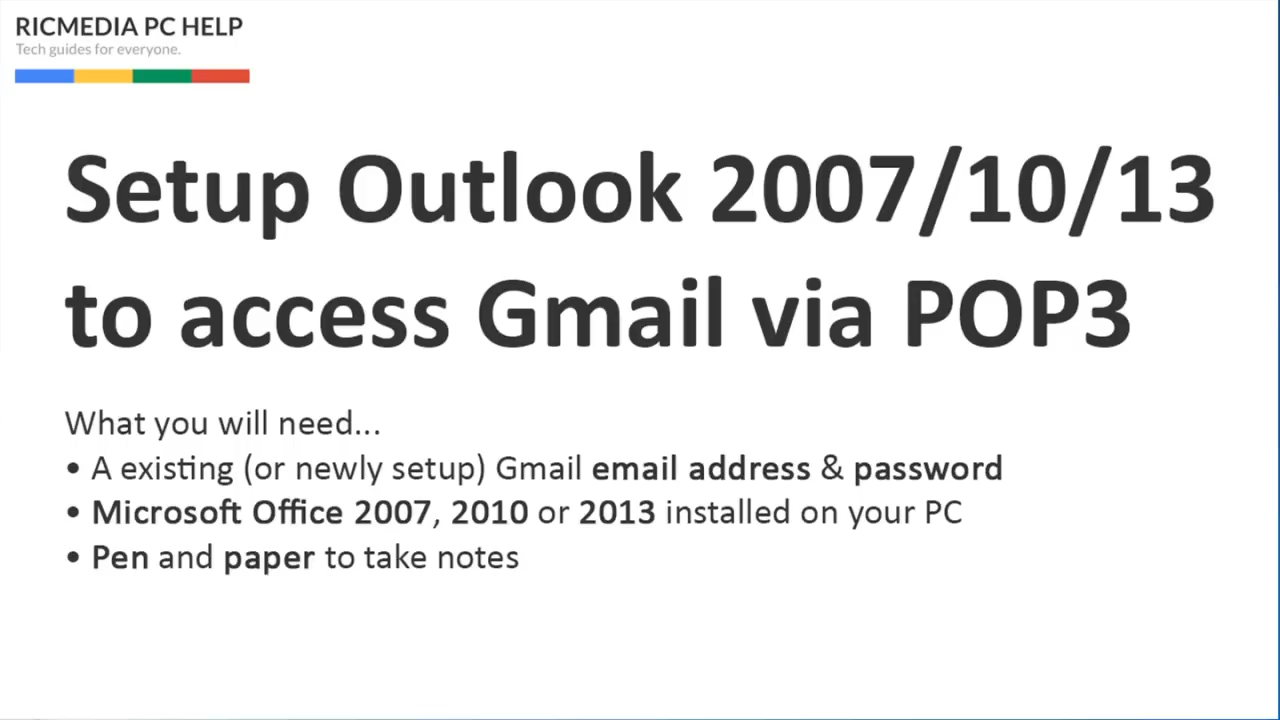 RICMEDIA PC HELP
Tech guides for everyone.
Setup Outlook 2007/10/13
to access Gmail via POP3
What you will need...
• A existing (or newly setup) Gmail email address & password
• Microsoft Office 2007, 2010 or 2013 installed on your PC
• Pen and paper to take notes